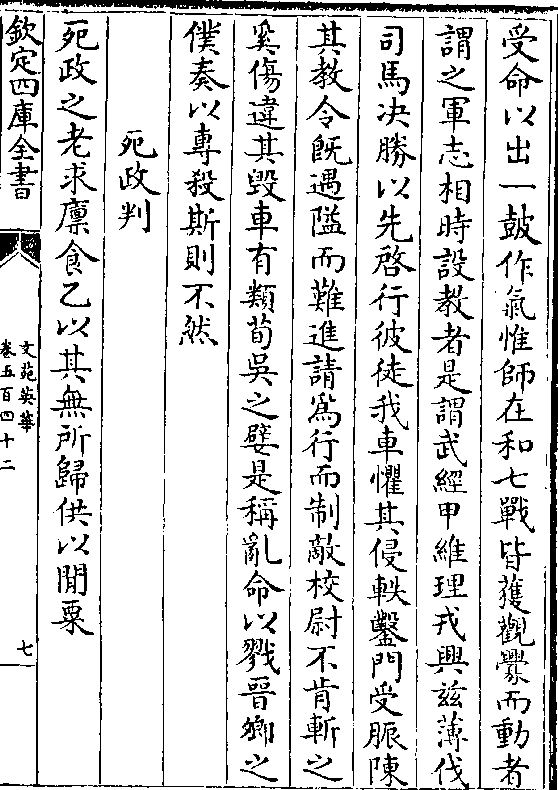 受命以出一鼓作氣惟師在和七戰皆獲觀釁而動者
謂之軍志相時設教者是謂武經甲維理戎興兹薄伐
司馬决勝以先啓行彼徒我車懼其侵軼鑿門受脤陳
其教令既遇隘而難進請爲行而制敵校尉不肯斬之
奚傷違其毁車有類荀吳之嬖是稱亂命以戮晉卿之
僕奏以專殺斯則不然
死政判
死政之老求廪食乙以其無所歸供以閒粟
欽定四庫全書
文苑英華
卷五百四十二
七